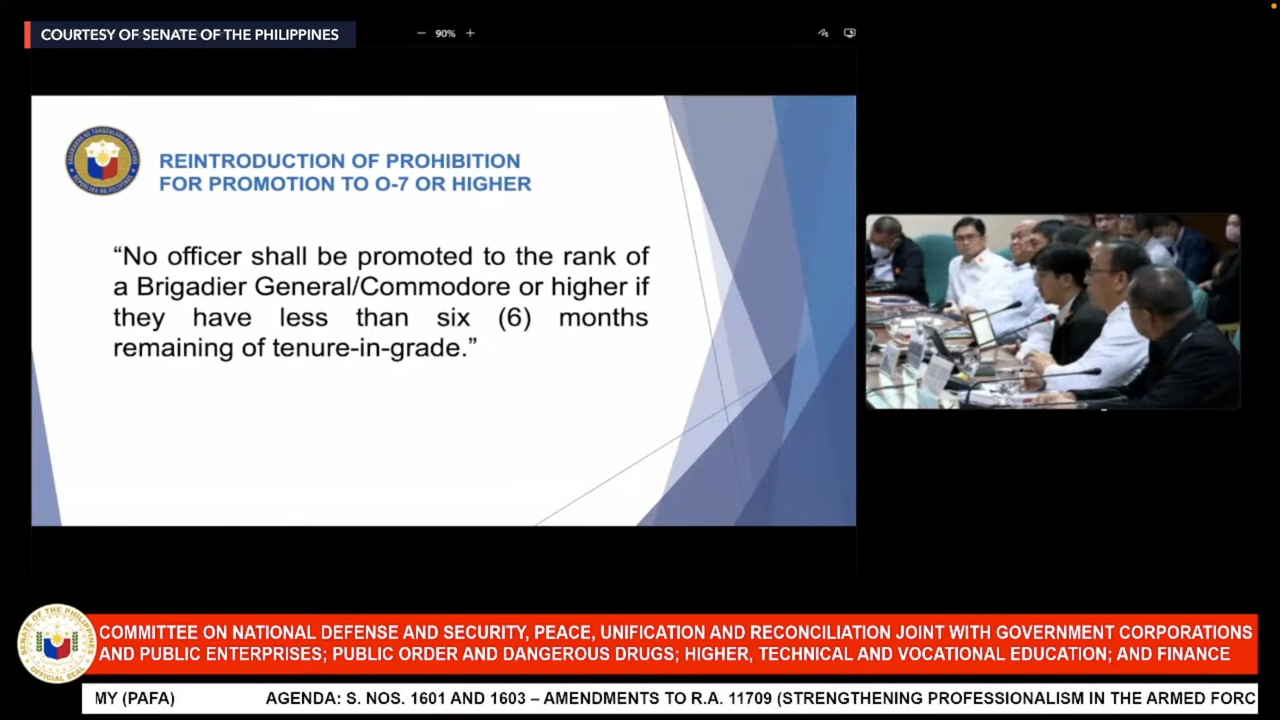 COURTESY OF SENATE OF THE PHILIPPINES
90%
REINTRODUCTION OF PROHIBITION
FOR PROMOTION TO O-7 OR HIGHER
“No officer shall be promoted to the rank of
a Brigadier General/Commodore or higher if
they have less than six (6) months
remaining of tenure-in-grade.”
COMMITTEE ON NATIONAL DEFENSE AND SECURITY, PEACE, UNIFICATION AND RECONCILIATION JOINT WITH GOVERNMENT CORPORATIONS
AND PUBLIC ENTERPRISES; PUBLIC ORDER AND DANGEROUS DRUGS; HIGHER, TECHNICAL AND VOCATIONAL EDUCATION; AND FINANCE
MY (PAFA) AGENDA: S. NOS. 1601 AND 1603 – AMENDMENTS TO R.A. 11709 (STRENGTHENING PROFESSIONALISM IN THE ARMED FORC